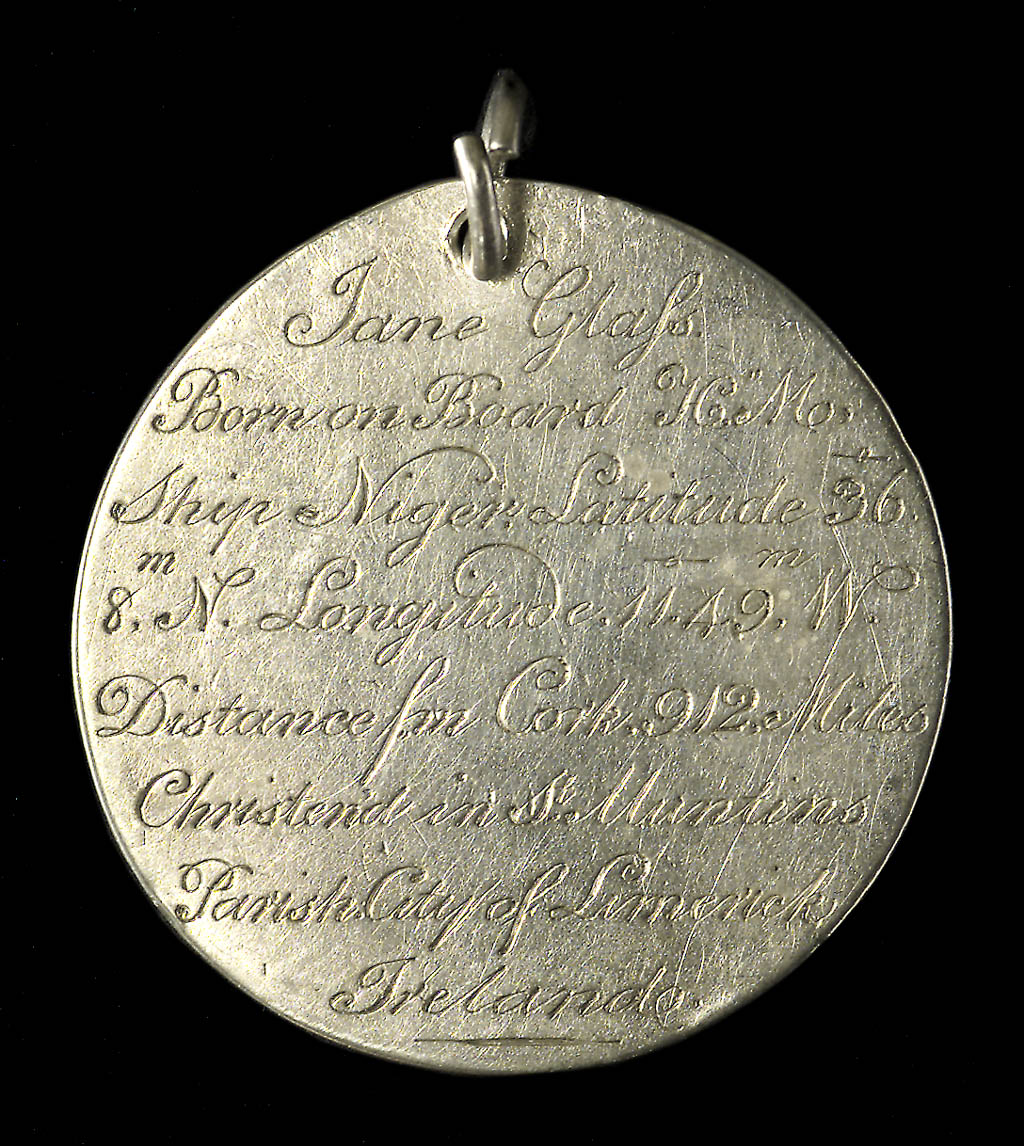 Jane Glaſs
Born on Board H.M.
Ship Niger. Latitude 36.
m
8. N. Longitude. 11.49. W.
Distance fm Cork. 912 Miles
Christend in St. Muntins
Parish City of Limerick
Ireland